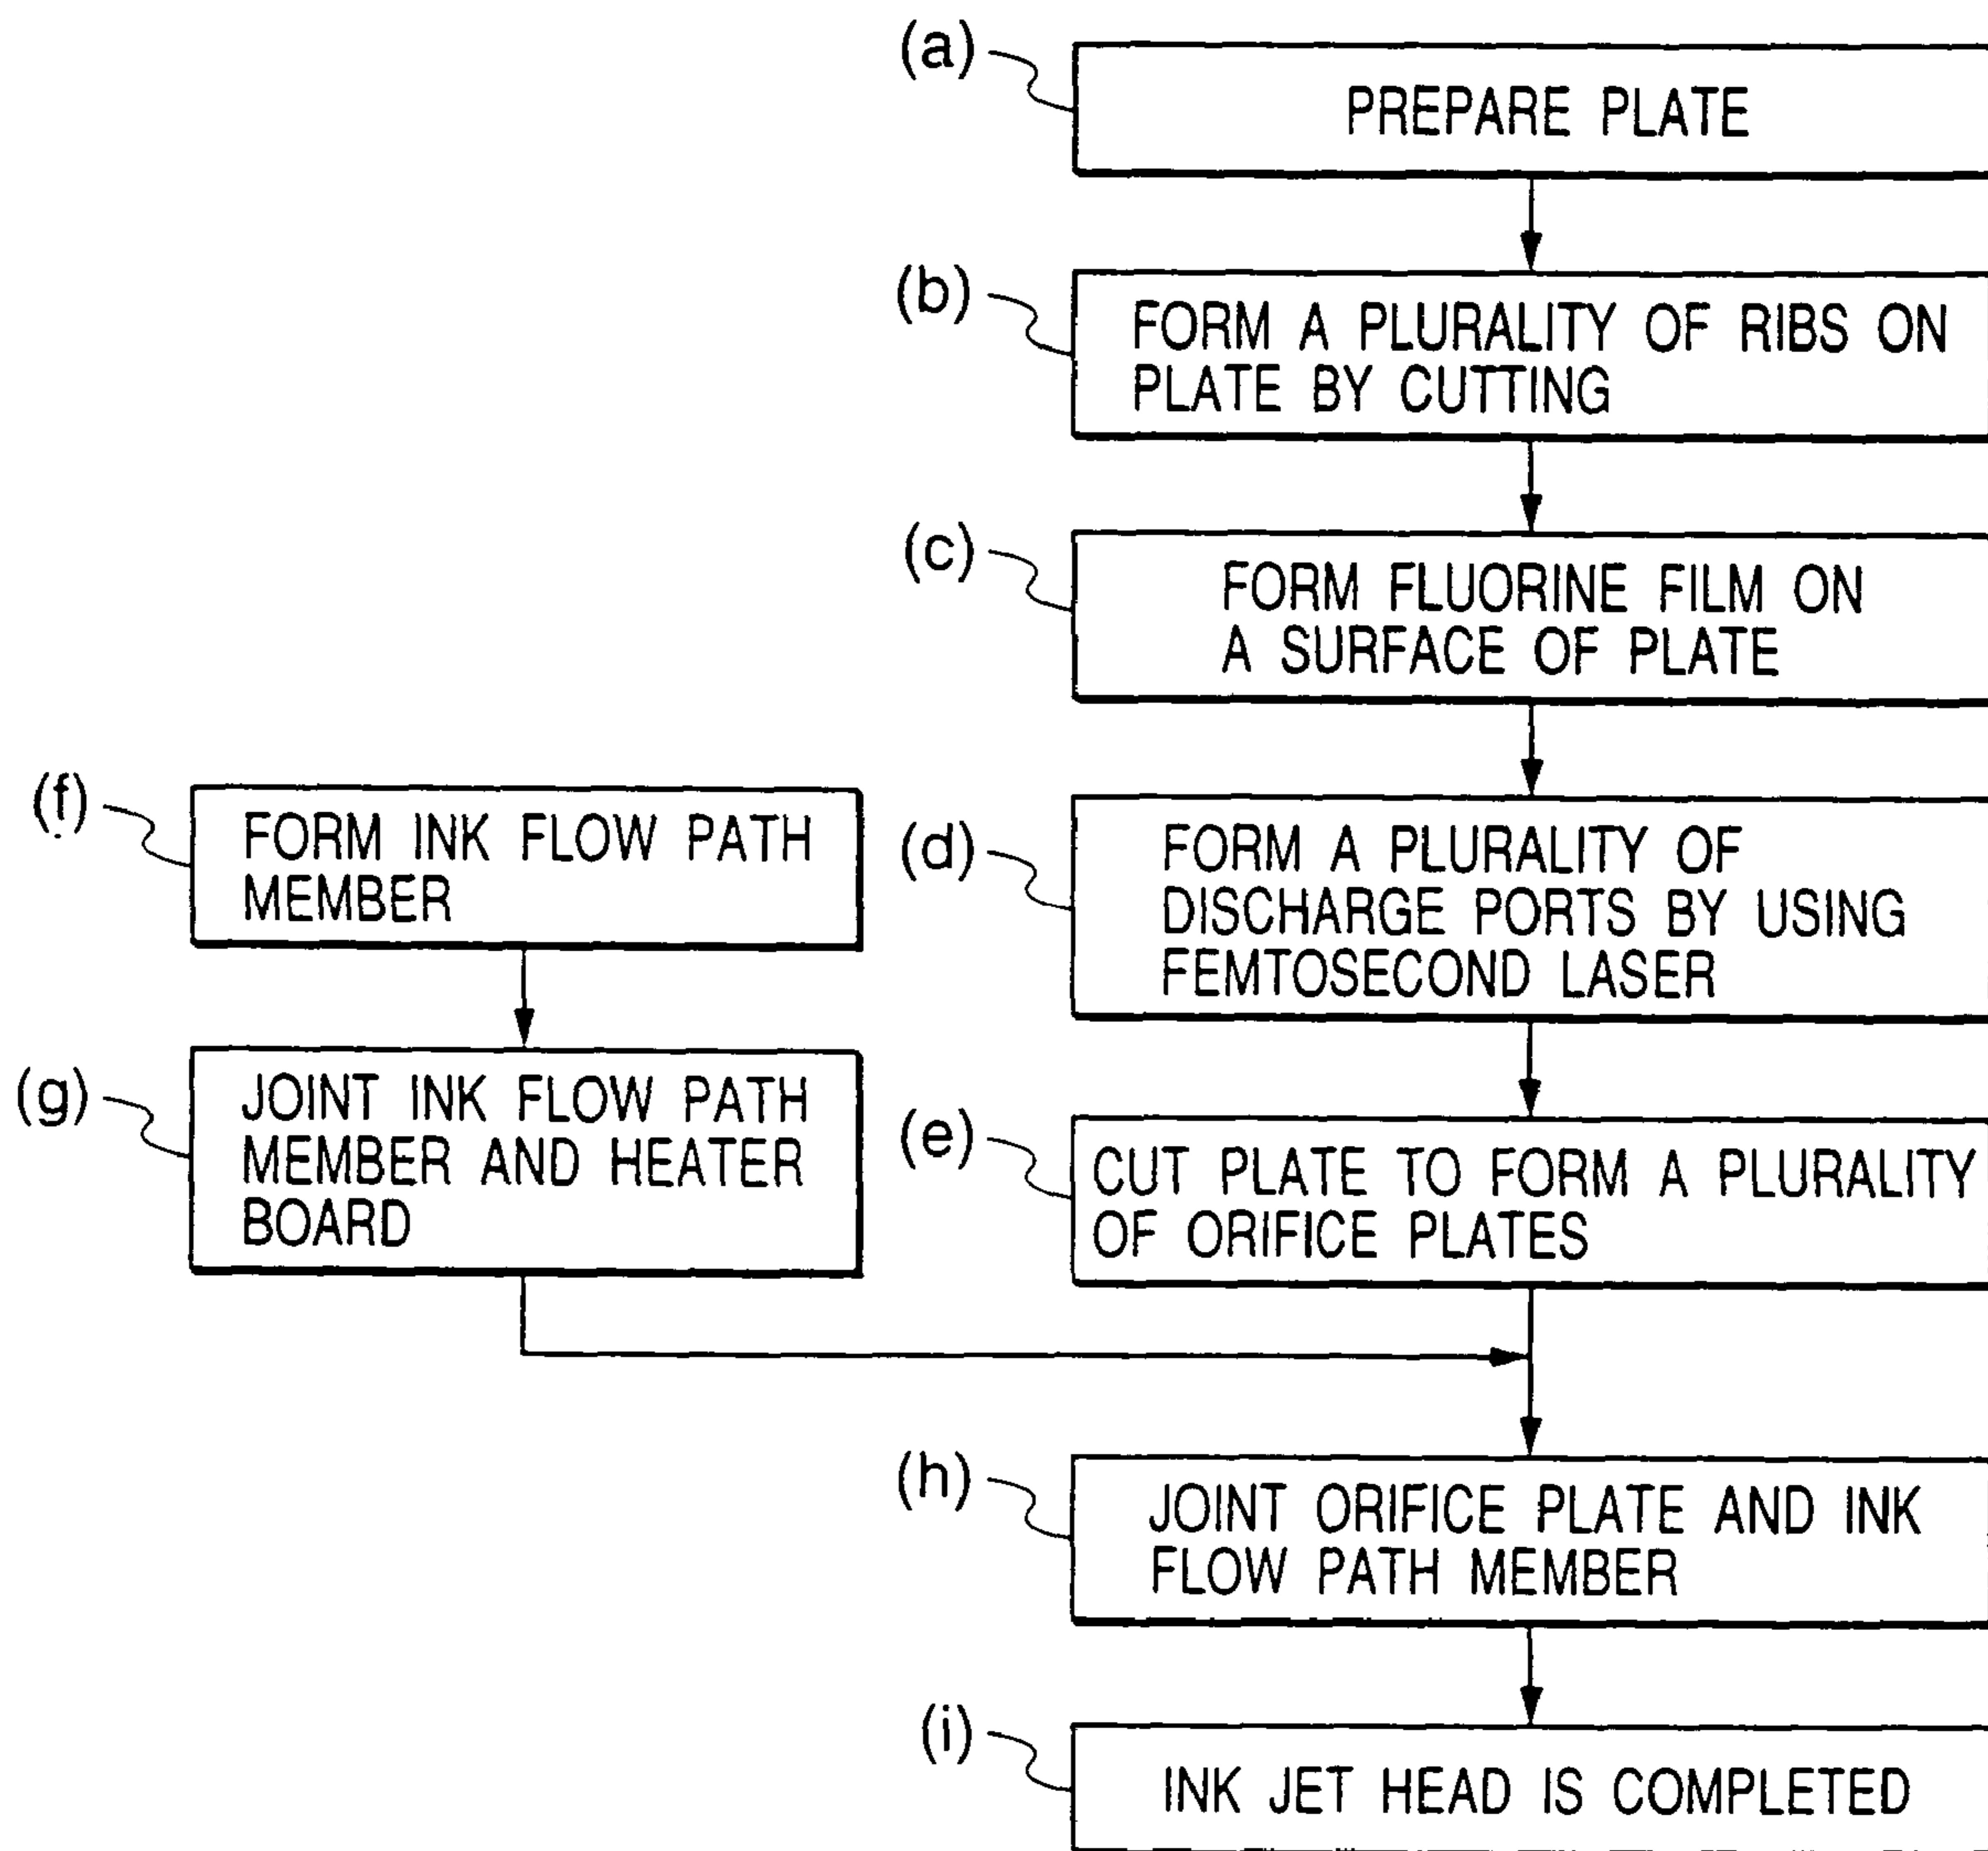 (a)
PREPARE PLATE
(b)
FORM A PLURALITY OF RIBS ON
PLATE BY CUTTING
(c)
FORM FLUORINE FILM ON
A SURFACE OF PLATE
(d)
FORM A PLURALITY OF
DISCHARGE PORTS BY USING
FEMTOSECOND LASER
(e)
CUT PLATE TO FORM A PLURALITY
OF ORIFICE PLATES
(f)
FORM INK FLOW PATH
MEMBER
(g)
JOINT INK FLOW PATH
MEMBER AND HEATER
BOARD
(h)
JOINT ORIFICE PLATE AND INK
FLOW PATH MEMBER
(i)
INK JET HEAD IS COMPLETED